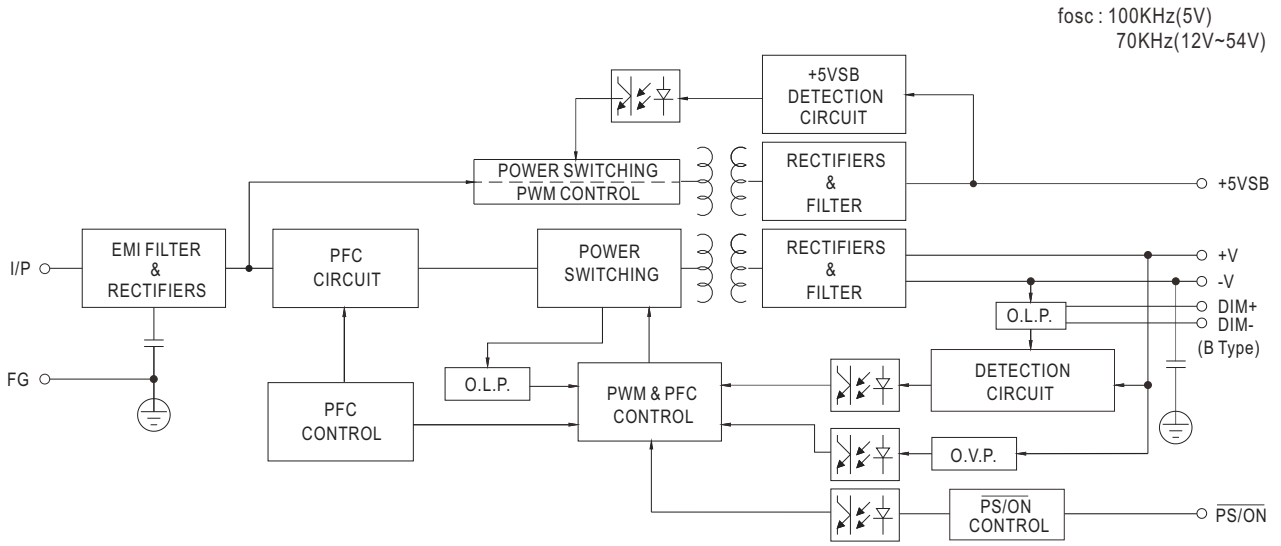 fosc : 100KHz(5V)
70KHz(12V~54V)
+5VSB
DETECTION
CIRCUIT
POWER SWITCHING
PWM CONTROL
RECTIFIERS
&
FILTER
+5VSB
I/P
EMI FILTER
&
RECTIFIERS
PFC
CIRCUIT
POWER
SWITCHING
RECTIFIERS
&
FILTER
+V
-V
O.L.P.
DIM+
DIM-
(B Type)
FG
PFC
CONTROL
O.L.P.
PWM & PFC
CONTROL
DETECTION
CIRCUIT
O.V.P.
PS/ON
CONTROL
PS/ON